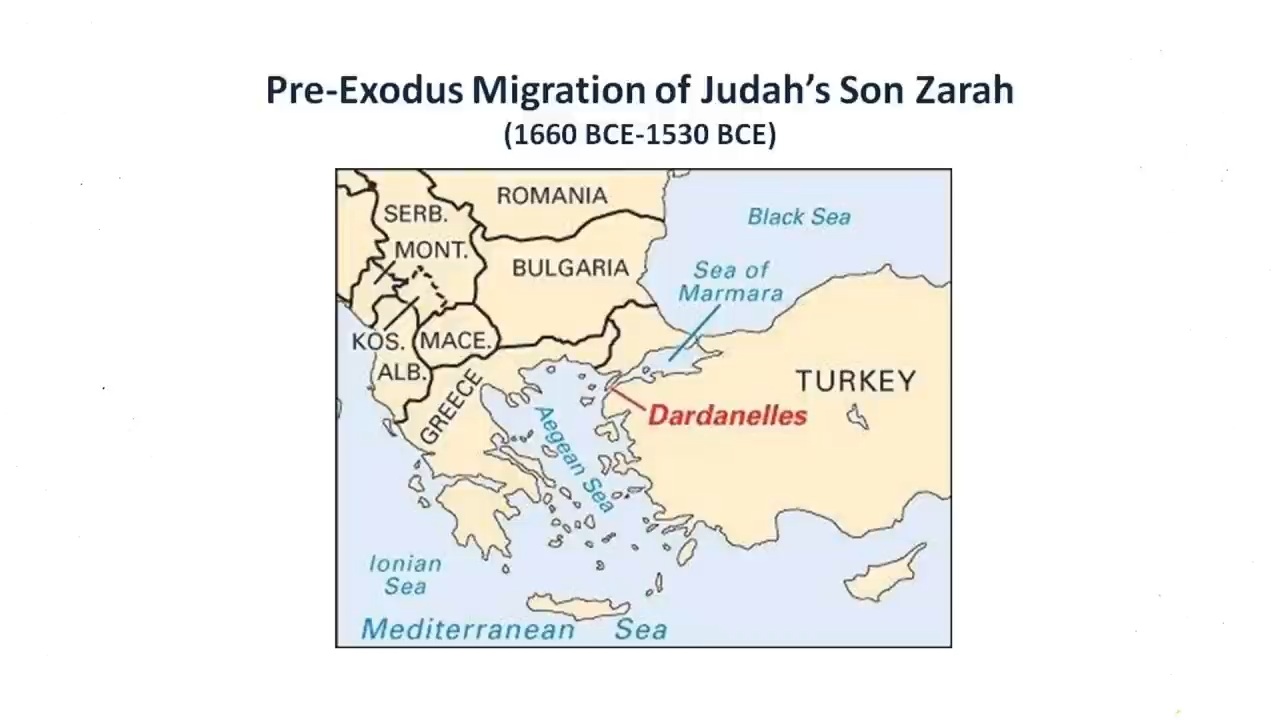 Pre-Exodus Migration of Judah's Son Zarah
(1660 BCE-1530 BCE)
ROMANIA
SERB.
Black Sea
MONT.
BULGARIA
Sea of
Marmara
KOS.
MACE.
ALB.
TURKEY
GREECE
Dardanelles
Aegean Sea
Ionian
Sea
Mediterranean Sea